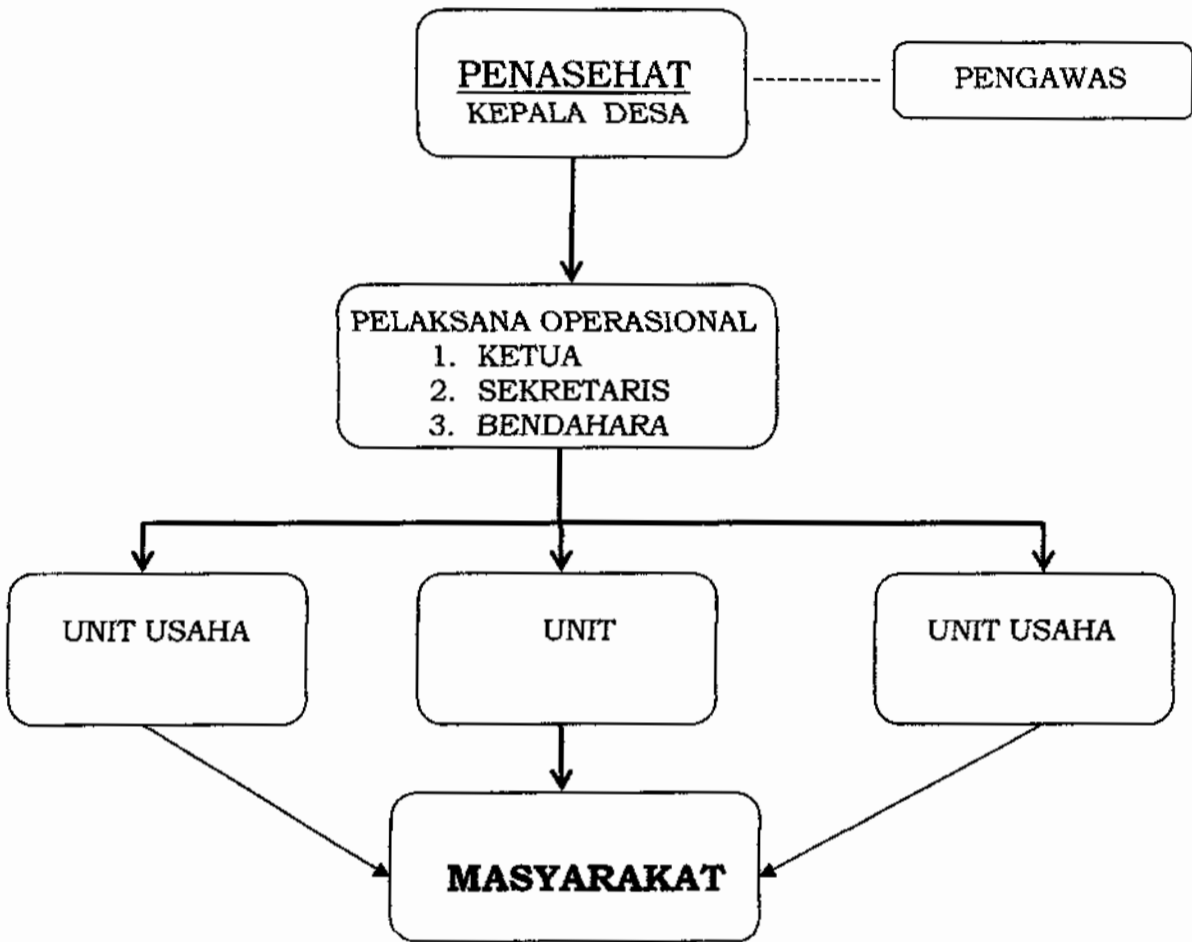 PENASEHAT
KEPALA DESA
PENGAWAS
PELAKSANA OPERASIONAL
1. KETUA
2. SEKRETARIS
3. BENDAHARA
UNIT USAHA
UNIT
UNIT USAHA
MASYARAKAT